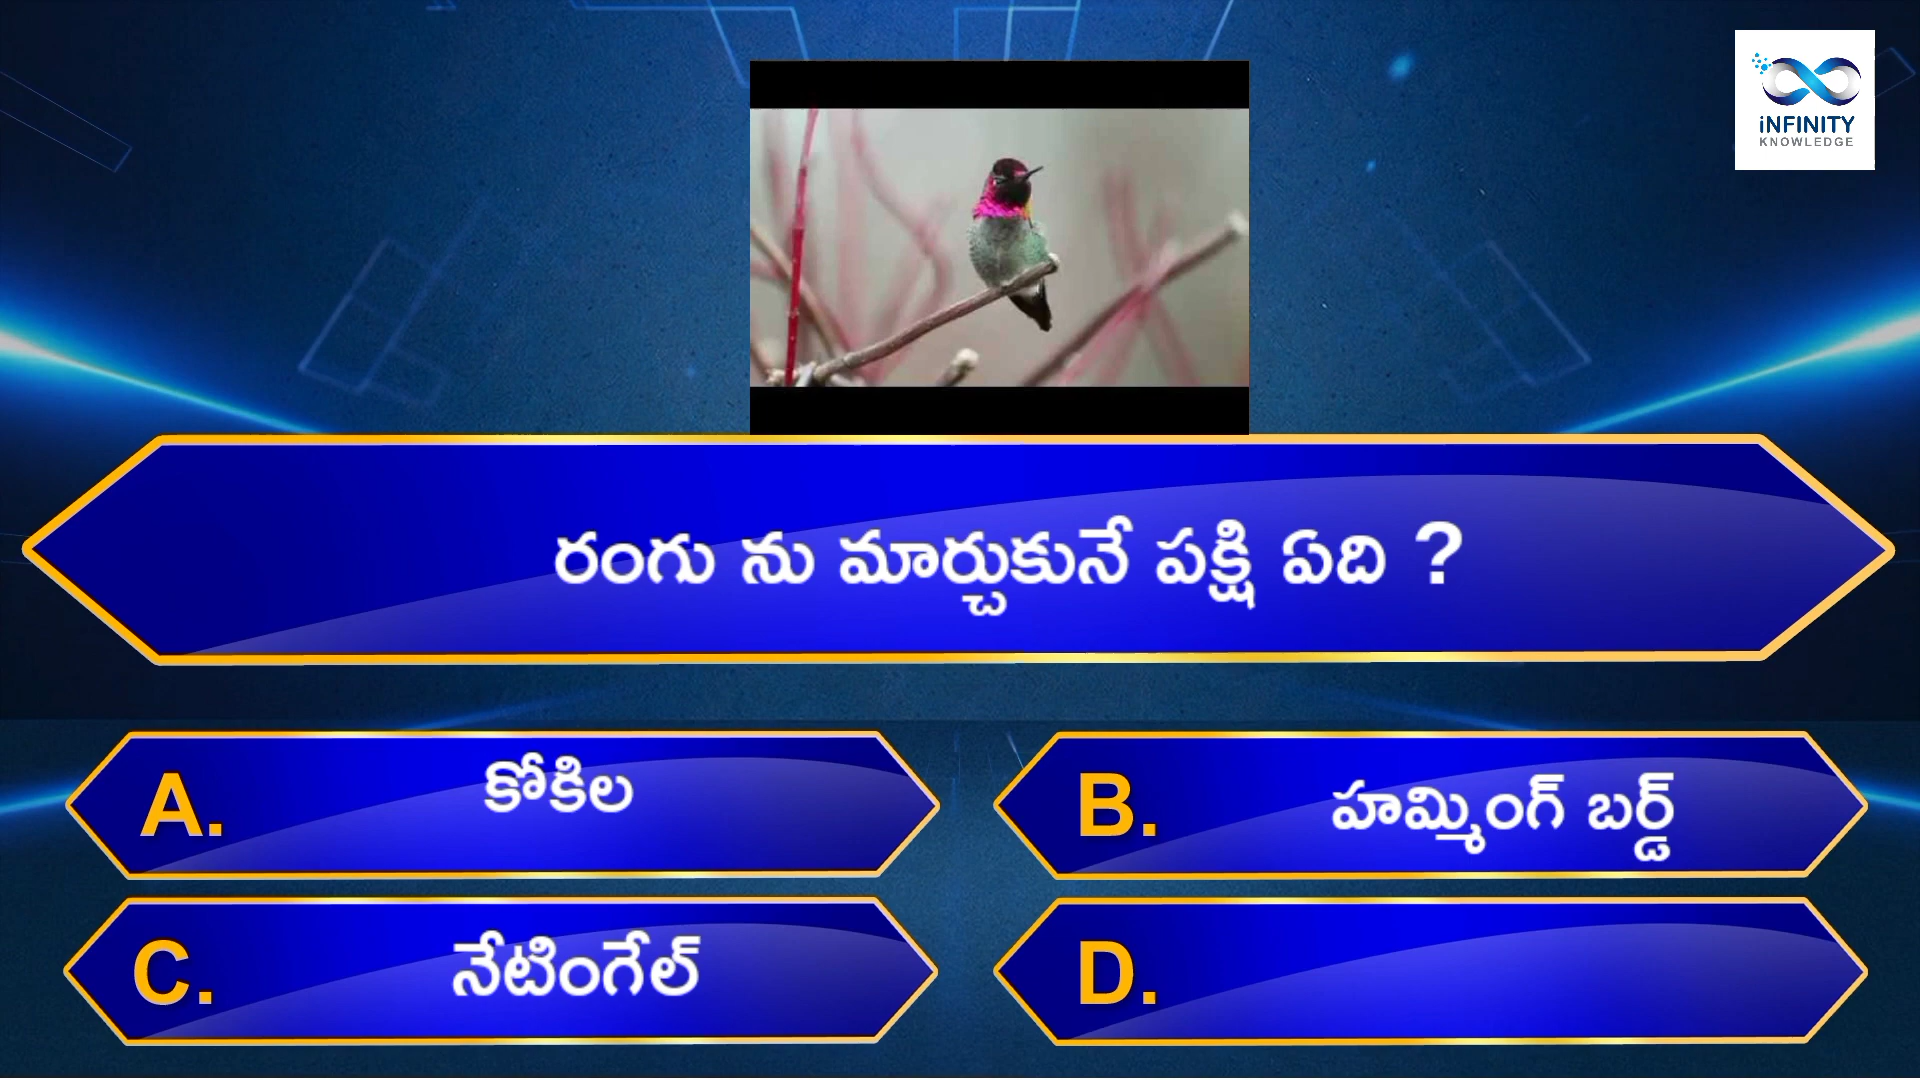 iNFINITY
KNOWLEDGE
రంగు ను మార్చుకునే పక్షి ఏది ?
A. కోకిల
B. హమ్మింగ్ బర్డ్
C. నేటింగేల్
D.